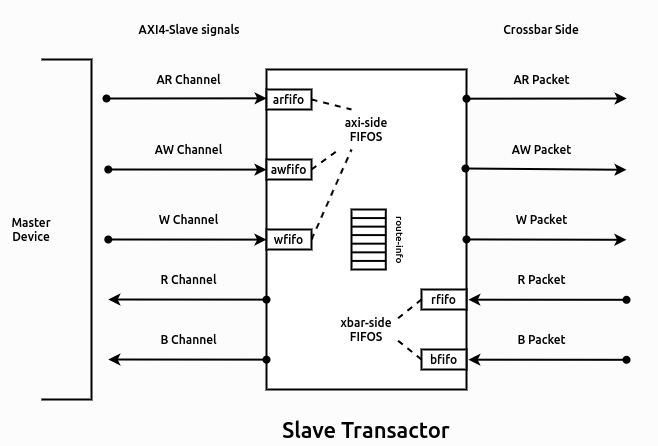 AXI4-Slave signals
Crossbar Side
AR Channel
AR Packet
arfifo
axi-side
FIFOS
AW Channel
AW Packet
awfifo
Master
Device
W Channel
W Packet
wfifo
route-info
R Channel
R Packet
rfifo
xbar-side
FIFOS
B Channel
B Packet
bfifo
Slave Transactor